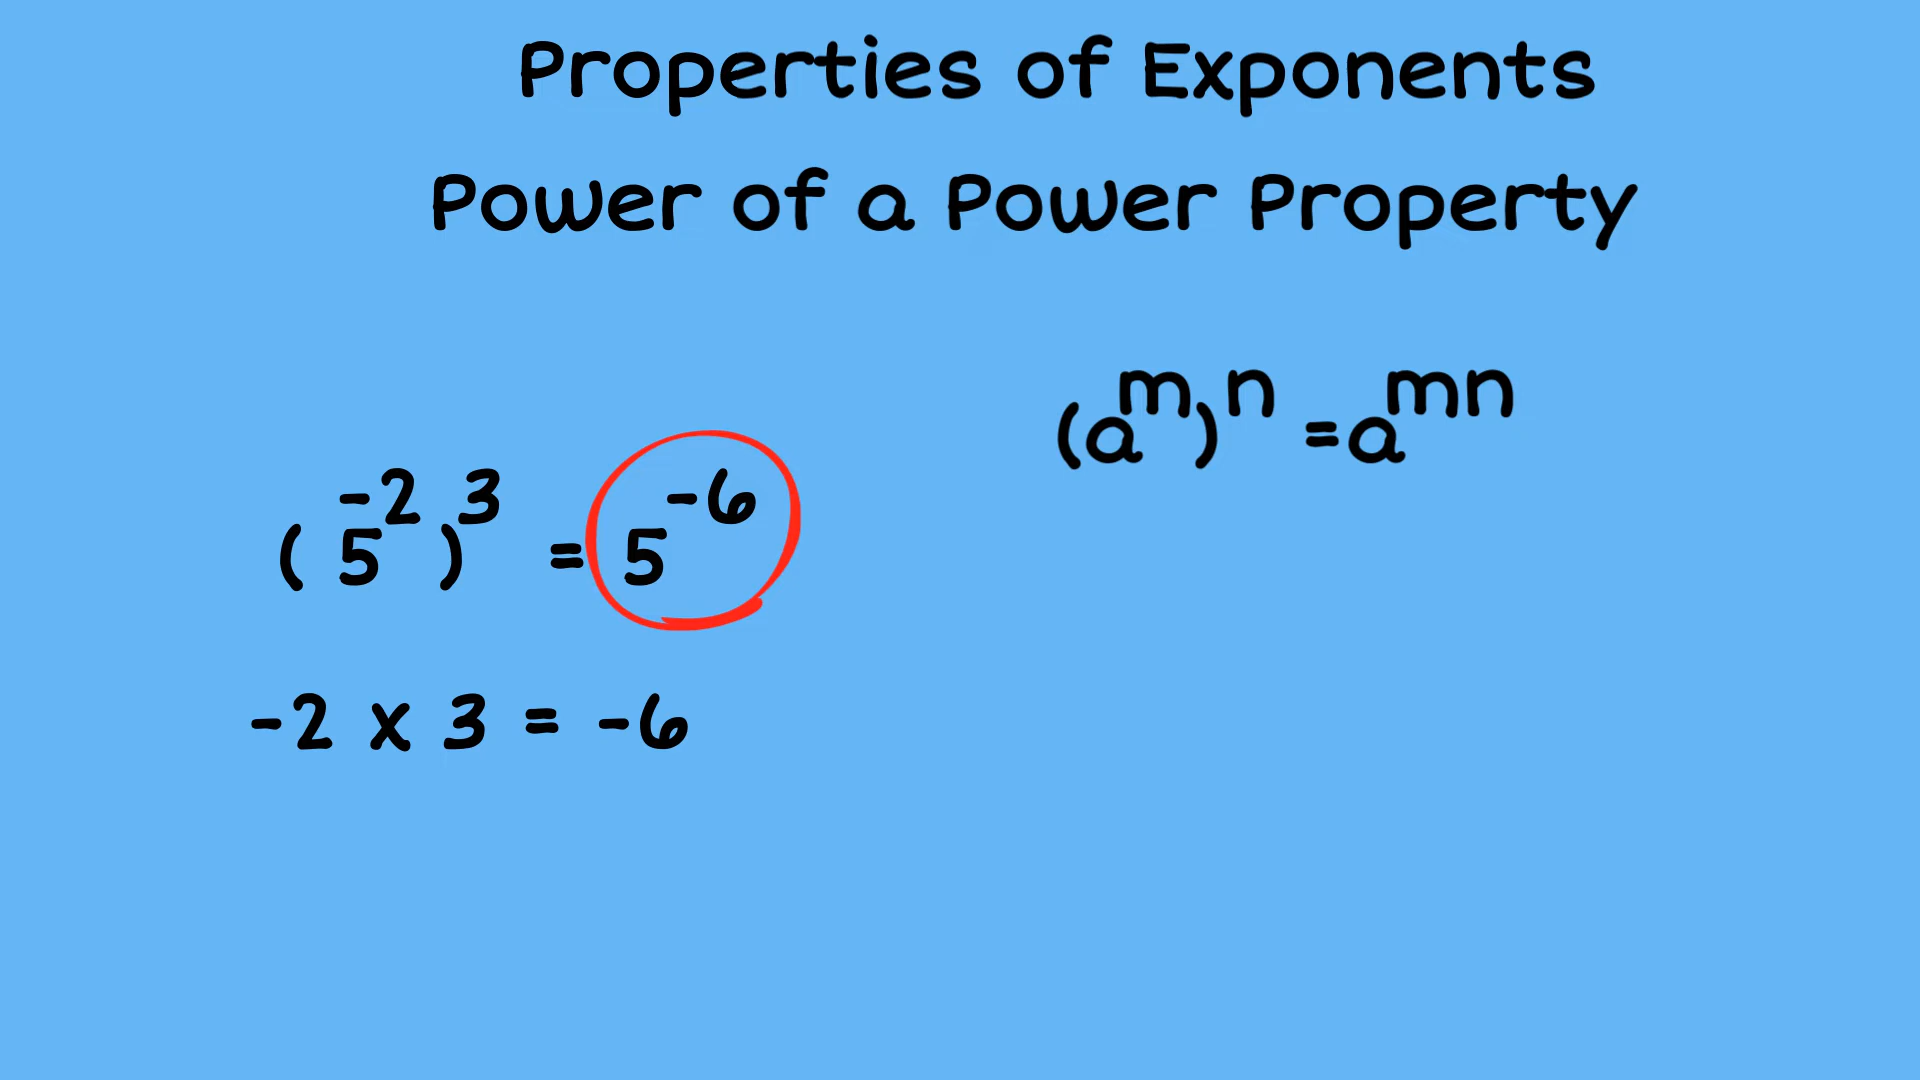 Properties of Exponents
Power of a Power Property
(a^m)^n = a^mn
(5^-2)^3 = 5^-6
-2 x 3 = -6